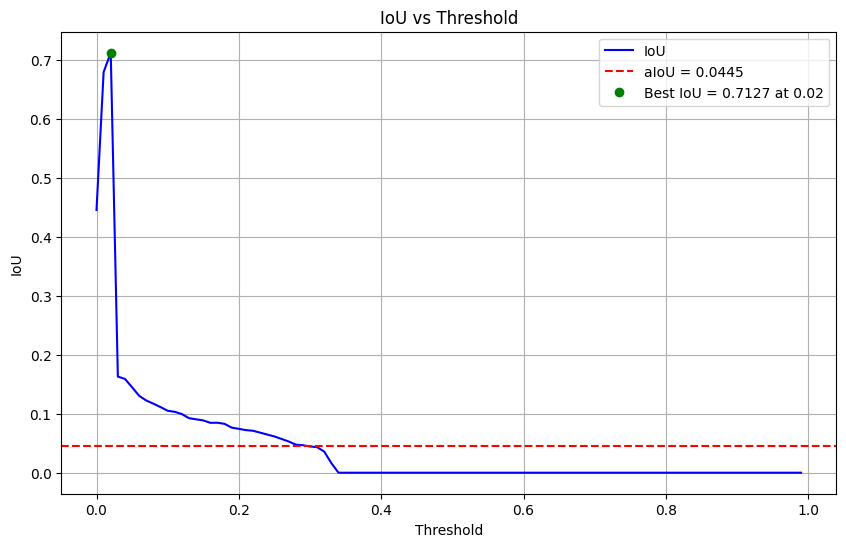 IoU vs Threshold
IoU
aIoU = 0.0445
Best IoU = 0.7127 at 0.02
0.7
0.6
0.5
0.4
0.3
0.2
0.1
0.0
IoU
0.0 0.2 0.4 0.6 0.8 1.0
Threshold